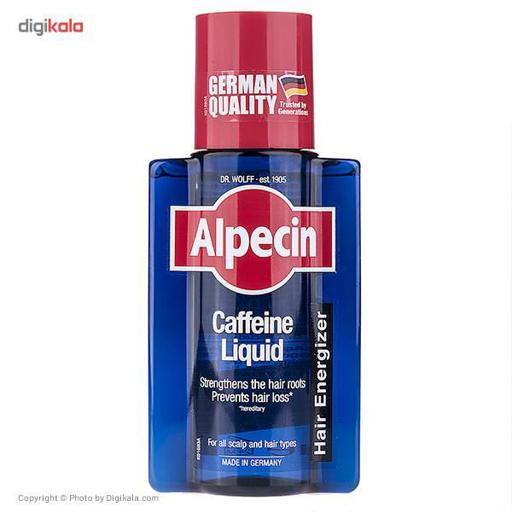 digikala
GERMAN
QUALITY
Trusted by
Generations
DR. WOLFF · est. 1905
Alpecin
Caffeine
Liquid
Strengthens the hair roots
Prevents hair loss*
*hereditary
For all scalp and hair types
MADE IN GERMANY
Hair Energizer
Copyright © Photo by Digikala.com